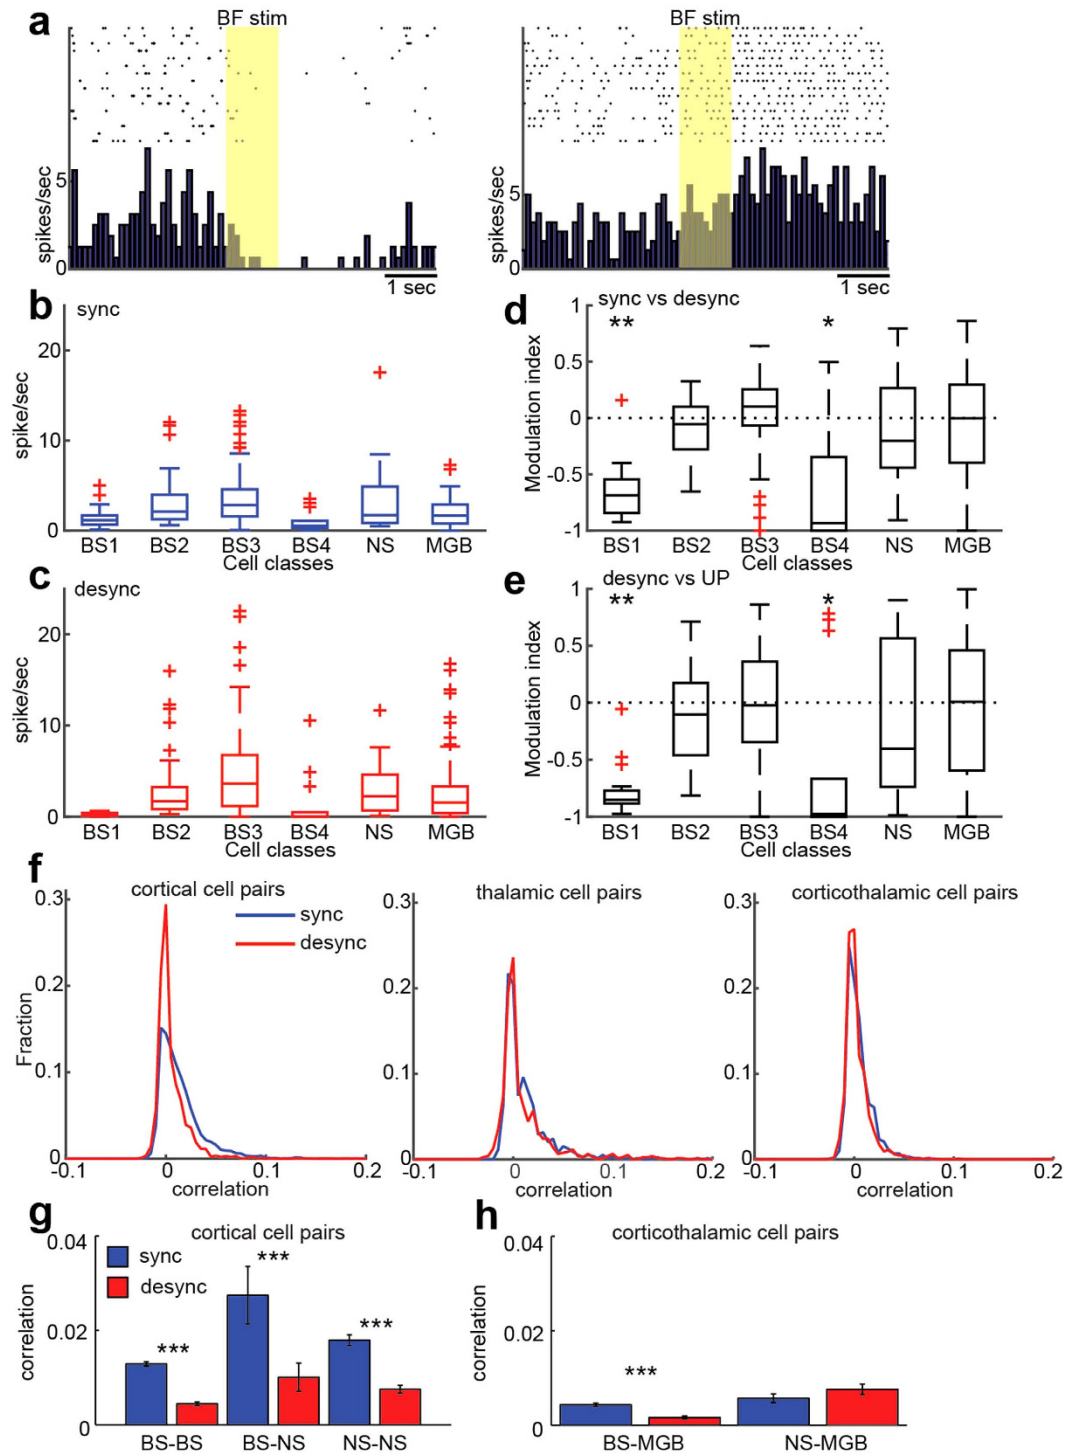 a
BF stim
spikes/sec
5
0
1 sec
spikes/sec
5
0
1 sec
b
sync
spike/sec
20
10
0
BS1 BS2 BS3 BS4 NS MGB
Cell classes
c
desync
spike/sec
20
10
0
BS1 BS2 BS3 BS4 NS MGB
Cell classes
d
sync vs desync
** *
Modulation index
1
0.5
0
-0.5
-1
BS1 BS2 BS3 BS4 NS MGB
Cell classes
e
desync vs UP
** *
Modulation index
1
0.5
0
-0.5
-1
BS1 BS2 BS3 BS4 NS MGB
Cell classes
f
cortical cell pairs
sync
desync
Fraction
0.3
0.2
0.1
0
-0.1 0 0.1 0.2
correlation
thalamic cell pairs
0.3
0.2
0.1
0
-0.1 0 0.1 0.2
correlation
corticothalamic cell pairs
0.3
0.2
0.1
0
-0.1 0 0.1 0.2
correlation
g
cortical cell pairs
sync
desync
correlation
0.04
0.02
0
*** *** ***
BS-BS BS-NS NS-NS
h
corticothalamic cell pairs
correlation
0.04
0.02
0
***
BS-MGB NS-MGB